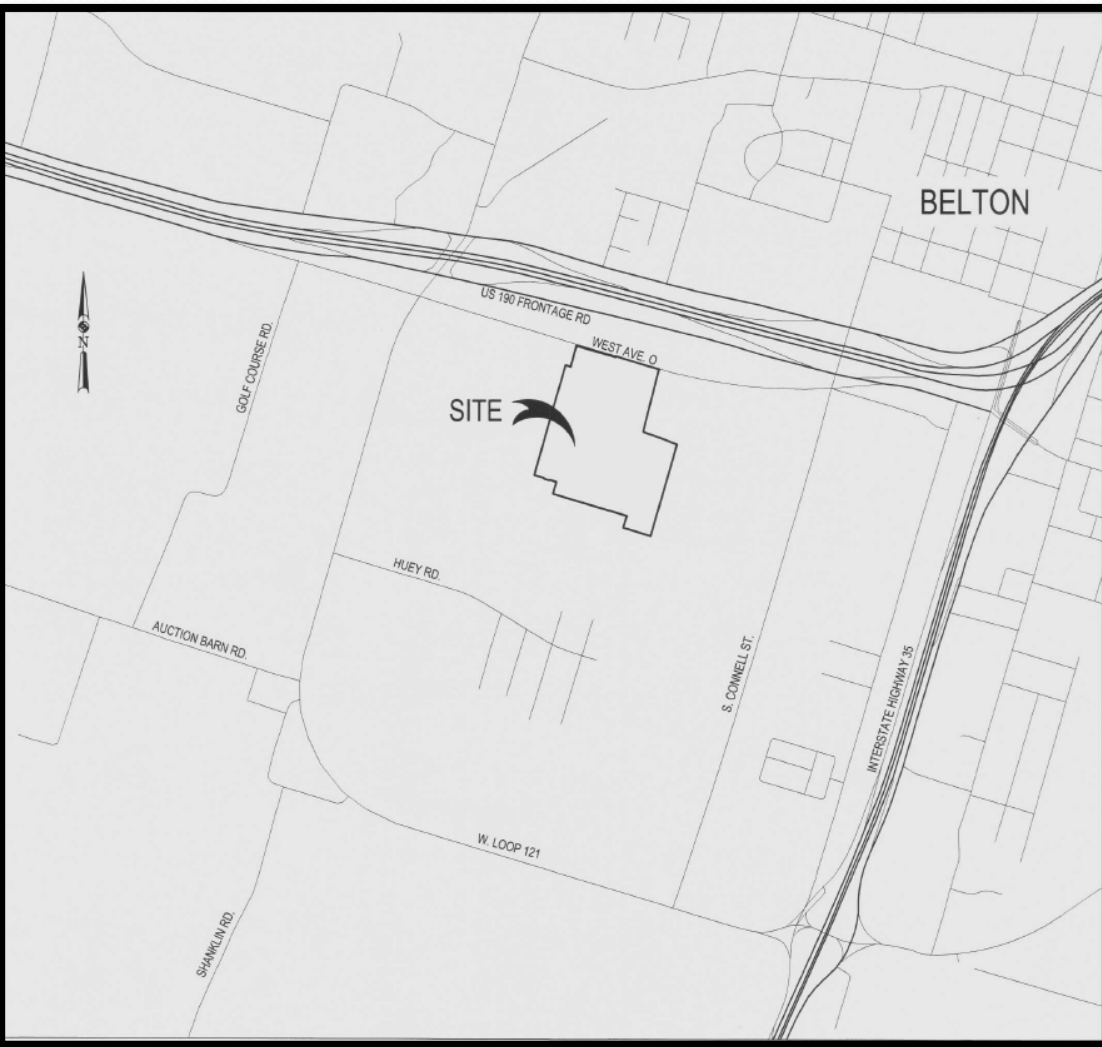 BELTON
US 190 FRONTAGE RD
WEST AVE. O
N
GOLF COURSE RD.
SITE
HUEY RD.
AUCTION BARN RD.
S. CONNELL ST.
INTERSTATE HIGHWAY 35
W. LOOP 121
SHANKLIN RD.